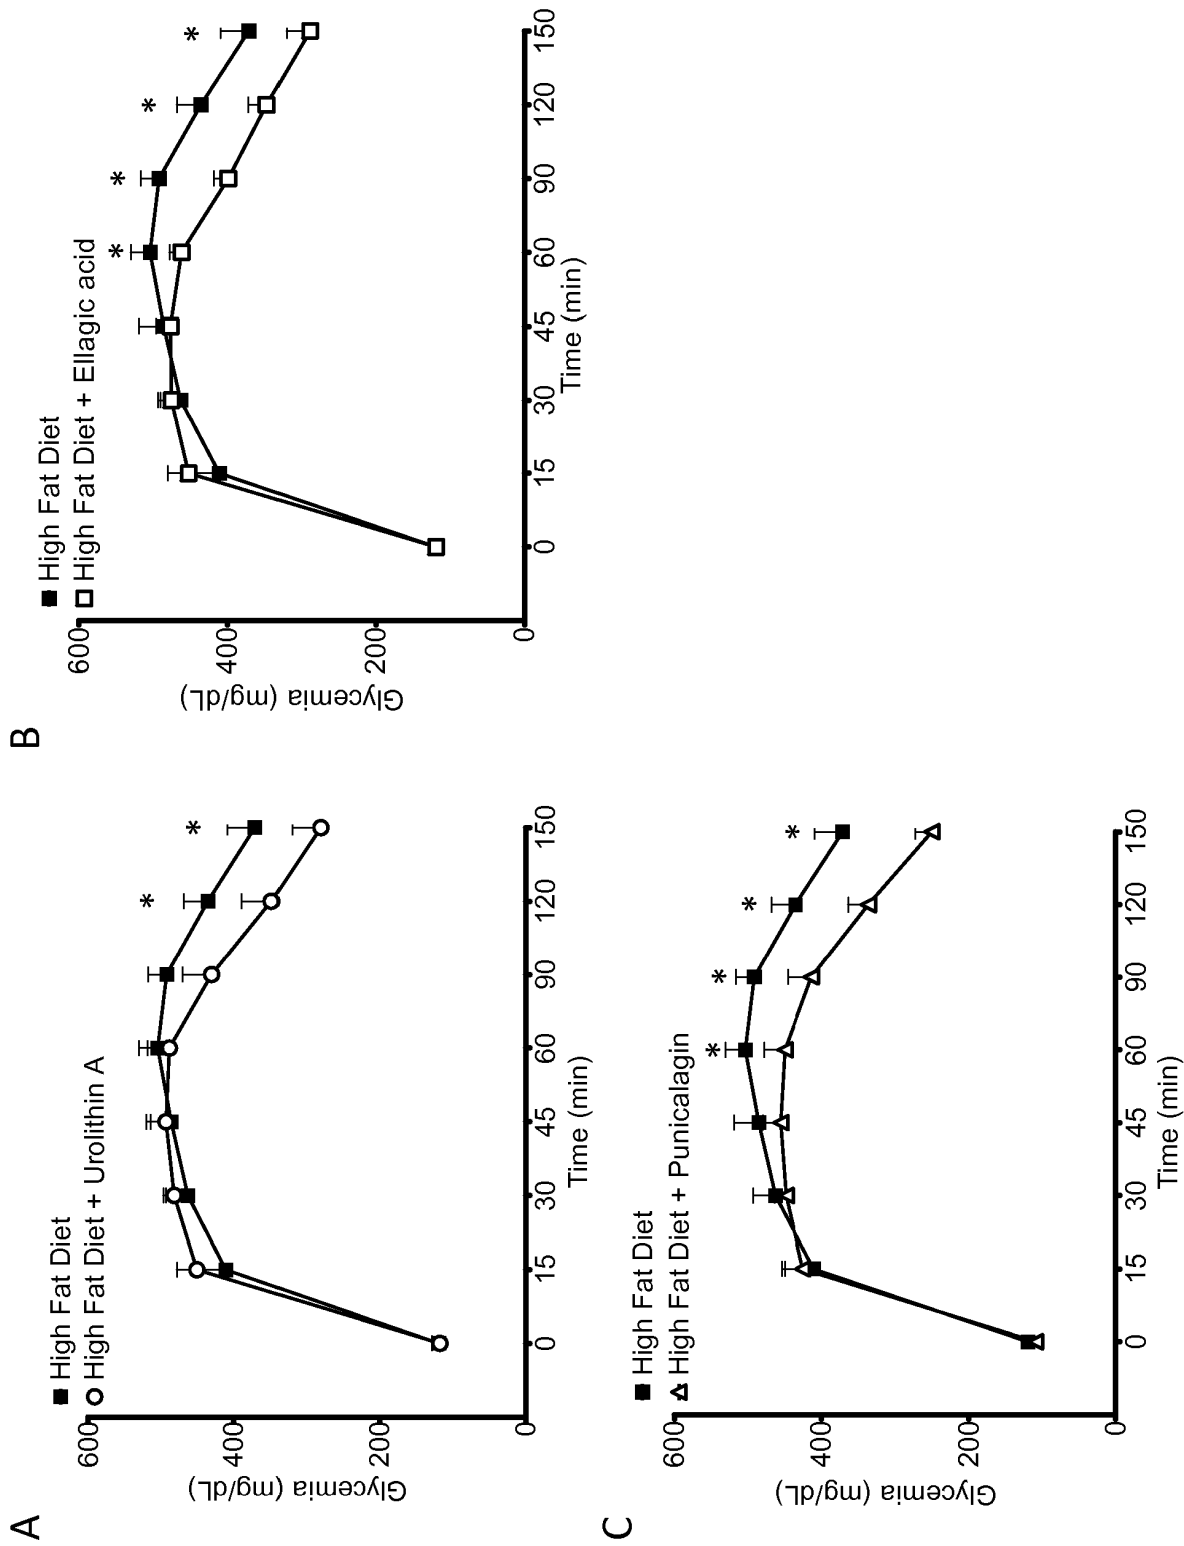 A
High Fat Diet
High Fat Diet + Urolithin A
Glycemia (mg/dL)
600
400
200
0
* *
0 15 30 45 60 90 120 150
Time (min)
B
High Fat Diet
High Fat Diet + Ellagic acid
Glycemia (mg/dL)
600
400
200
0
* * * *
0 15 30 45 60 90 120 150
Time (min)
C
High Fat Diet
High Fat Diet + Punicalagin
Glycemia (mg/dL)
600
400
200
0
* * * *
0 15 30 45 60 90 120 150
Time (min)